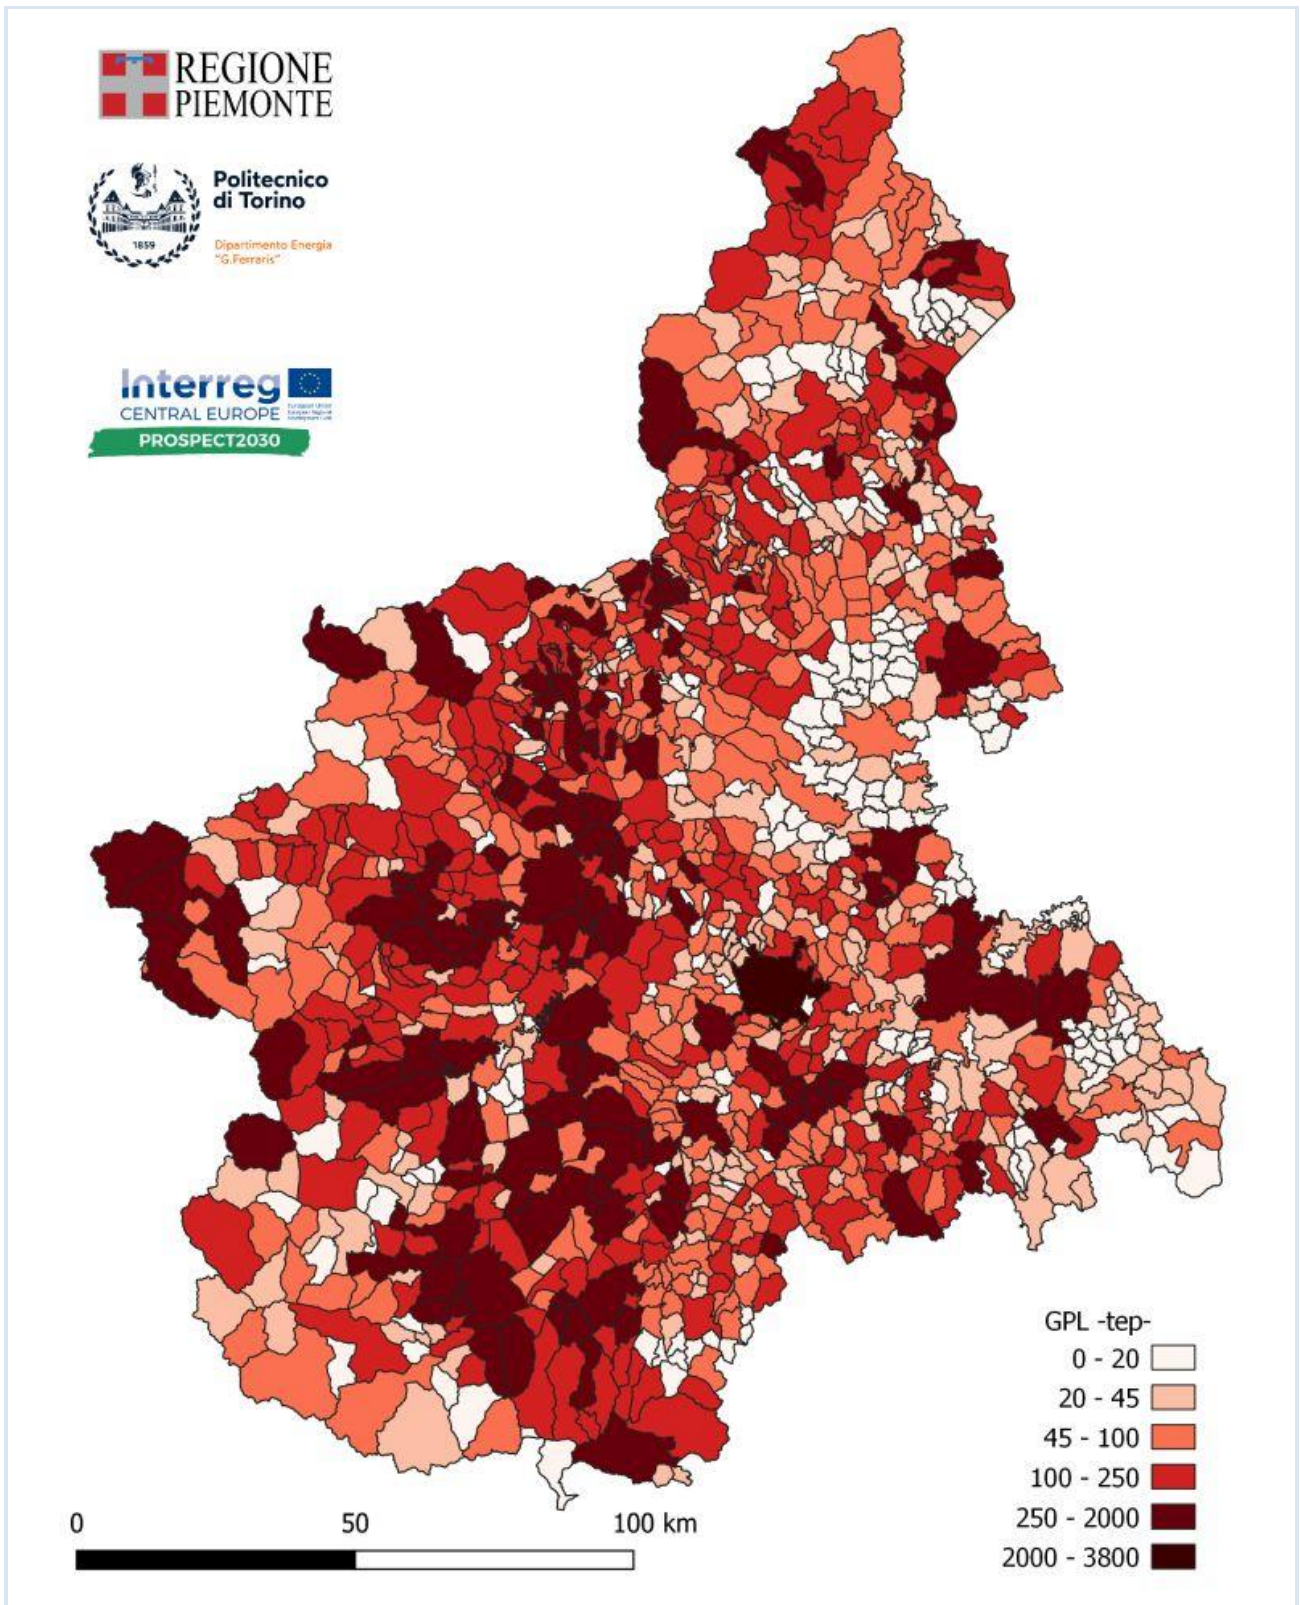 REGIONE
PIEMONTE
Politecnico
di Torino
1859
Dipartimento Energia
"G.Ferraris"
Interreg
CENTRAL EUROPE
PROSPECT2030
GPL -tep-
0 - 20
20 - 45
45 - 100
100 - 250
250 - 2000
2000 - 3800
0 50 100 km